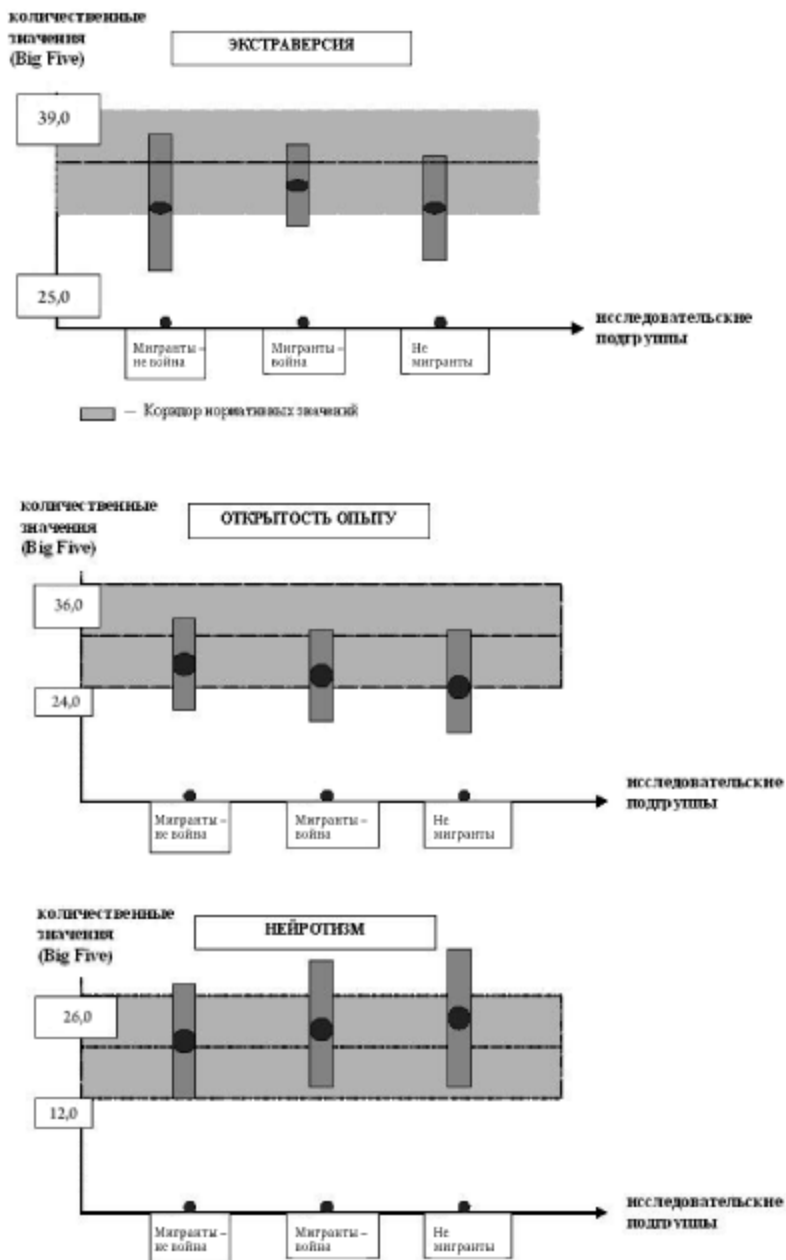 количественные
значения
(Big Five)
ЭКСТРАВЕРСИЯ
39,0
25,0
исследовательские
подгруппы
Мигранты –
не война
Мигранты –
война
Не
мигранты
— Коридор нормативных значений
количественные
значения
(Big Five)
ОТКРЫТОСТЬ ОПЫТУ
36,0
24,0
исследовательские
подгруппы
Мигранты –
не война
Мигранты –
война
Не
мигранты
количественные
значения
(Big Five)
НЕЙРОТИЗМ
26,0
12,0
исследовательские
подгруппы
Мигранты –
не война
Мигранты –
война
Не
мигранты